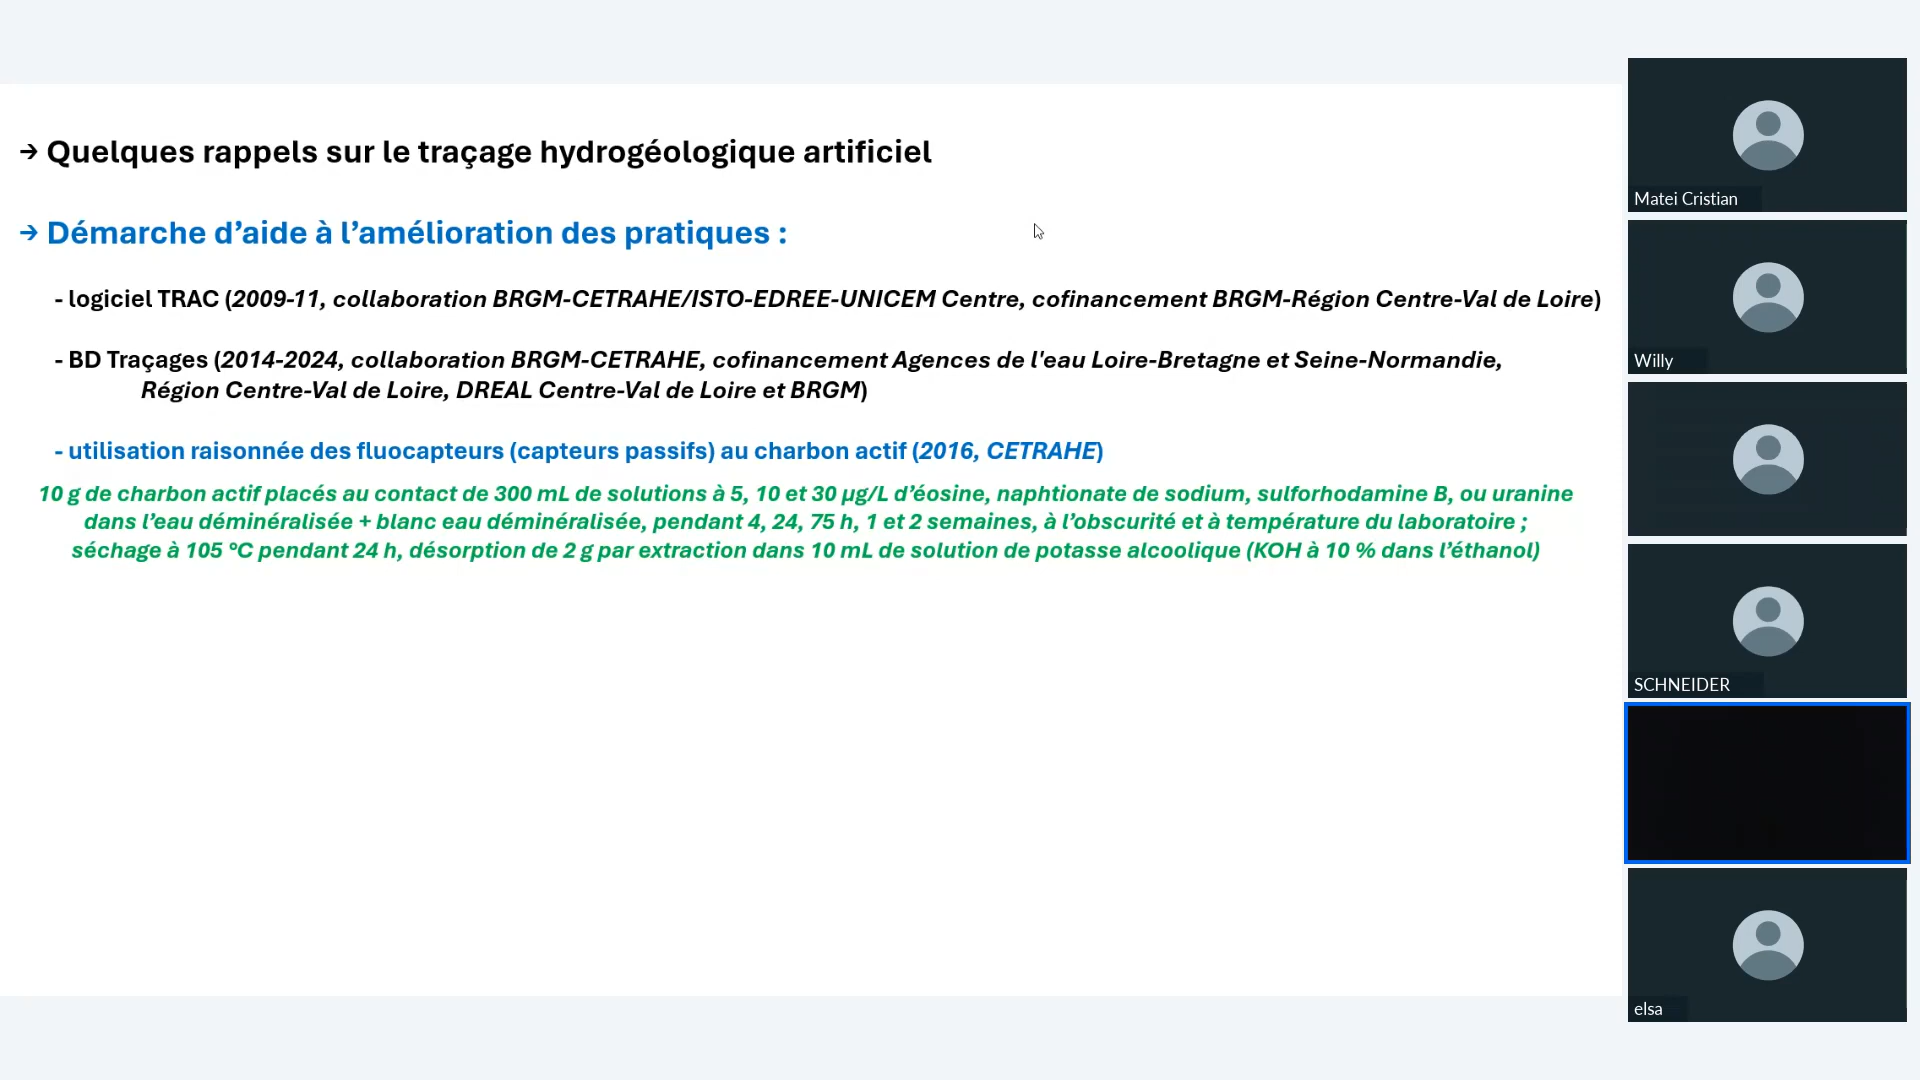 → Quelques rappels sur le traçage hydrogéologique artificiel
→ Démarche d’aide à l’amélioration des pratiques :
- logiciel TRAC (2009-11, collaboration BRGM-CETRAHE/ISTO-EDREE-UNICEM Centre, cofinancement BRGM-Région Centre-Val de Loire)
- BD Traçages (2014-2024, collaboration BRGM-CETRAHE, cofinancement Agences de l'eau Loire-Bretagne et Seine-Normandie,
Région Centre-Val de Loire, DREAL Centre-Val de Loire et BRGM)
- utilisation raisonnée des fluocapteurs (capteurs passifs) au charbon actif (2016, CETRAHE)
10 g de charbon actif placés au contact de 300 mL de solutions à 5, 10 et 30 µg/L d’éosine, naphtionate de sodium, sulforhodamine B, ou uranine
dans l’eau déminéralisée + blanc eau déminéralisée, pendant 4, 24, 75 h, 1 et 2 semaines, à l’obscurité et à température du laboratoire ;
séchage à 105 °C pendant 24 h, désorption de 2 g par extraction dans 10 mL de solution de potasse alcoolique (KOH à 10 % dans l’éthanol)
Matei Cristian
Willy
SCHNEIDER
elsa